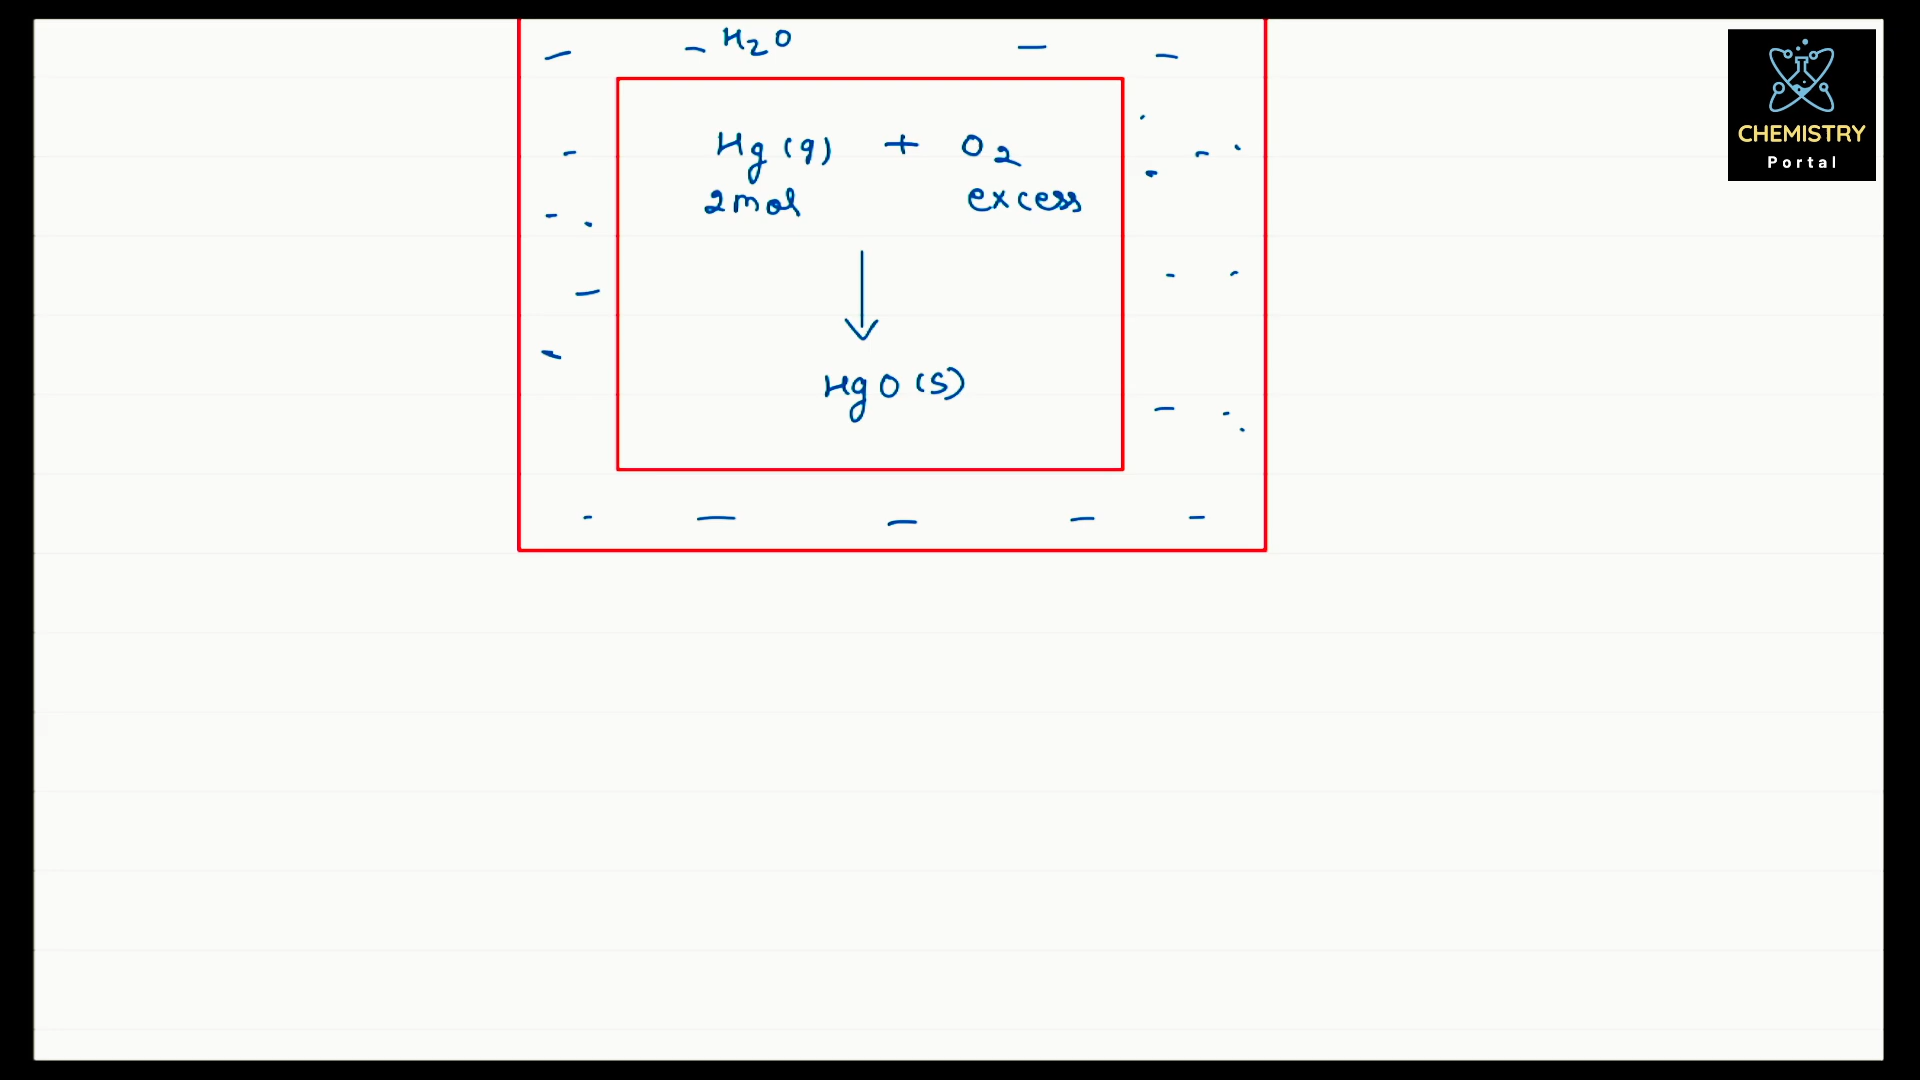 H2O
Hg (g) + O2
2mol excess
HgO (s)
CHEMISTRY
Portal